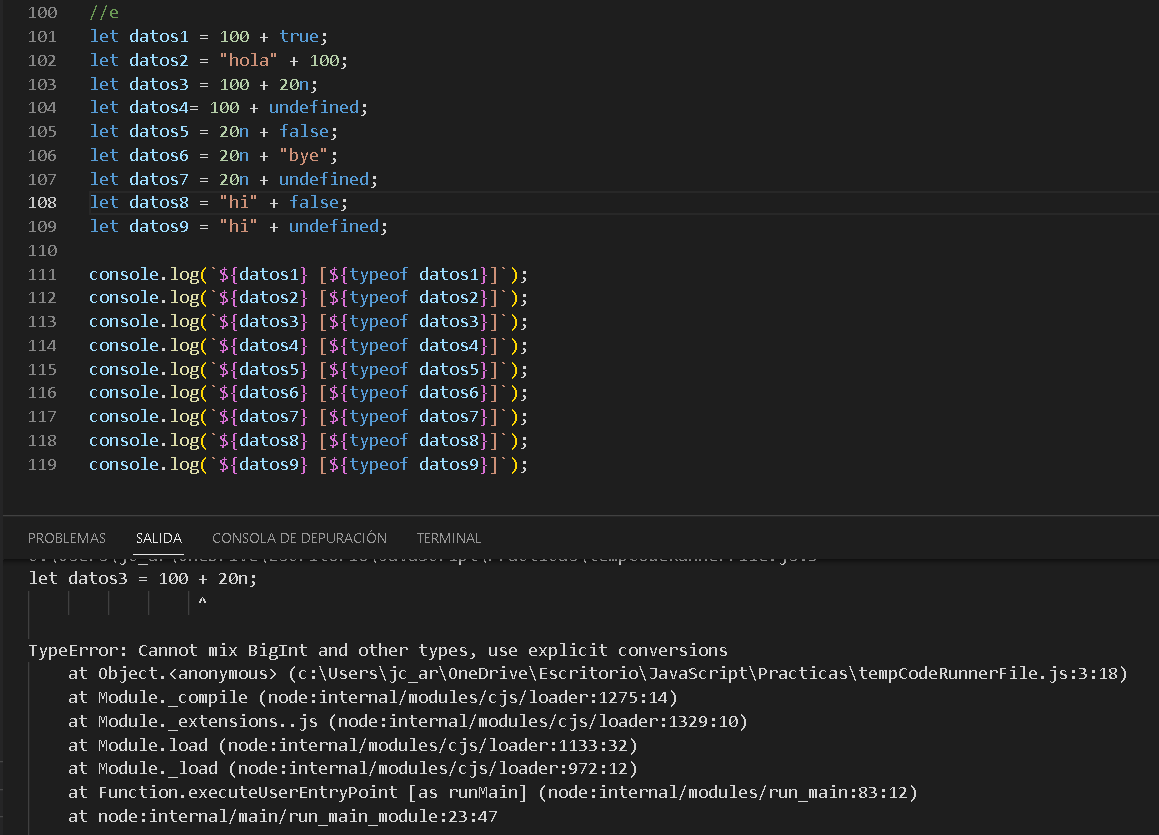 100 //e
101 let datos1 = 100 + true;
102 let datos2 = "hola" + 100;
103 let datos3 = 100 + 20n;
104 let datos4= 100 + undefined;
105 let datos5 = 20n + false;
106 let datos6 = 20n + "bye";
107 let datos7 = 20n + undefined;
108 let datos8 = "hi" + false;
109 let datos9 = "hi" + undefined;
110
111 console.log(`${datos1} [${typeof datos1}]`);
112 console.log(`${datos2} [${typeof datos2}]`);
113 console.log(`${datos3} [${typeof datos3}]`);
114 console.log(`${datos4} [${typeof datos4}]`);
115 console.log(`${datos5} [${typeof datos5}]`);
116 console.log(`${datos6} [${typeof datos6}]`);
117 console.log(`${datos7} [${typeof datos7}]`);
118 console.log(`${datos8} [${typeof datos8}]`);
119 console.log(`${datos9} [${typeof datos9}]`);
PROBLEMAS SALIDA CONSOLA DE DEPURACIÓN TERMINAL
let datos3 = 100 + 20n;
^
TypeError: Cannot mix BigInt and other types, use explicit conversions
at Object.<anonymous> (c:\Users\jc_ar\OneDrive\Escritorio\JavaScript\Practicas\tempCodeRunnerFile.js:3:18)
at Module._compile (node:internal/modules/cjs/loader:1275:14)
at Module._extensions..js (node:internal/modules/cjs/loader:1329:10)
at Module.load (node:internal/modules/cjs/loader:1133:32)
at Module._load (node:internal/modules/cjs/loader:972:12)
at Function.executeUserEntryPoint [as runMain] (node:internal/modules/run_main:83:12)
at node:internal/main/run_main_module:23:47